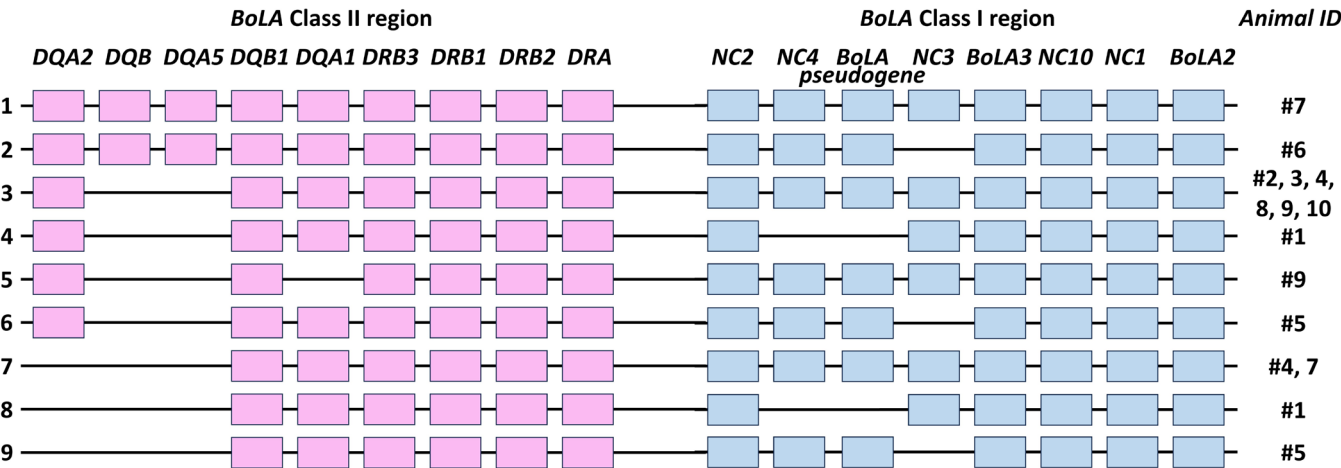 BoLA Class II region BoLA Class I region Animal ID
DQA2 DQB DQA5 DQB1 DQA1 DRB3 DRB1 DRB2 DRA NC2 NC4 BoLA NC3 BoLA3 NC10 NC1 BoLA2
pseudogene
1 #7
2 #6
3 #2, 3, 4,
8, 9, 10
4 #1
5 #9
6 #5
7 #4, 7
8 #1
9 #5